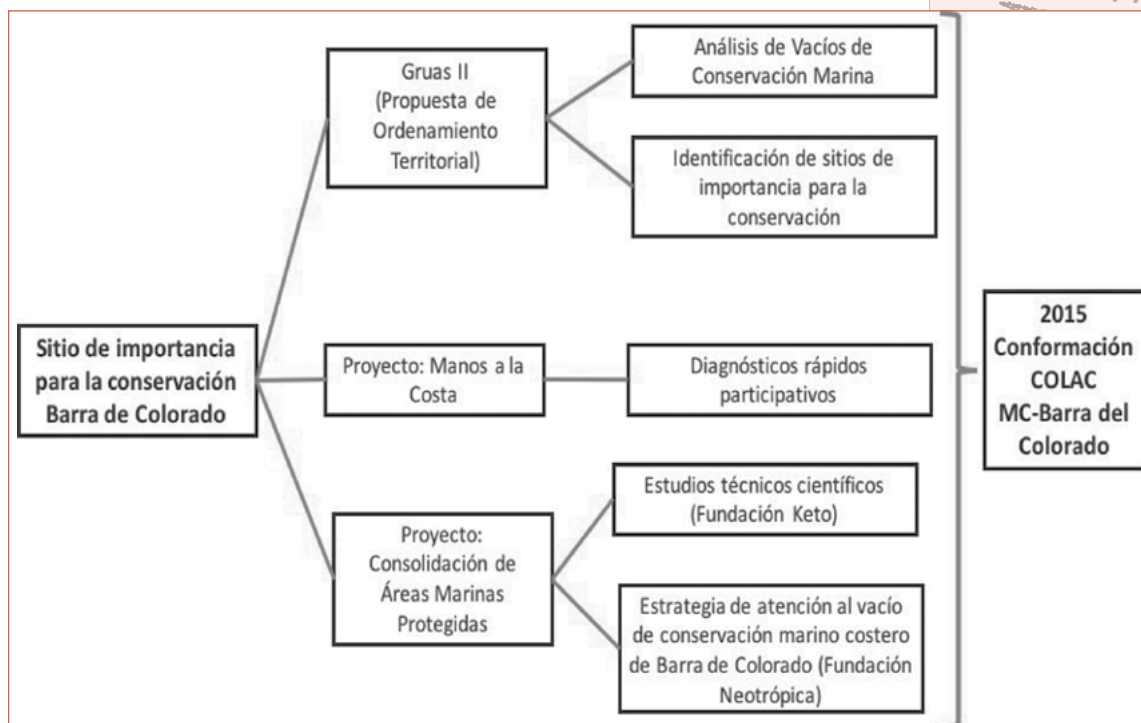 Gruas II
(Propuesta de
Ordenamiento
Territorial)
Análisis de Vacíos de
Conservación Marina
Identificación de sitios de
importancia para la
conservación
Sitio de importancia
para la conservación
Barra de Colorado
Proyecto: Manos a la
Costa
Diagnósticos rápidos
participativos
Proyecto:
Consolidación de
Áreas Marinas
Protegidas
Estudios técnicos científicos
(Fundación Keto)
Estrategia de atención al vacío
de conservación marino costero
de Barra de Colorado (Fundación
Neotrópica)
2015
Conformación
COLAC
MC-Barra del
Colorado